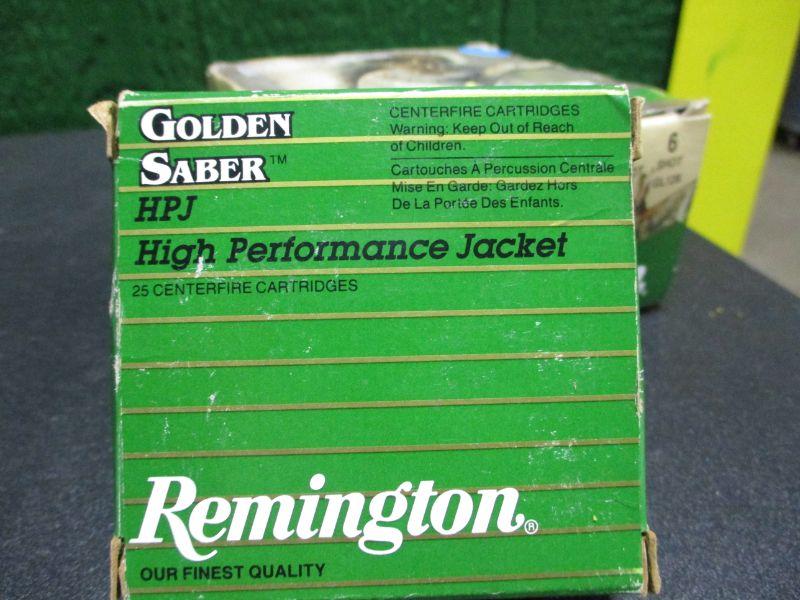 GOLDEN
SABER™
HPJ
High Performance Jacket
25 CENTERFIRE CARTRIDGES
CENTERFIRE CARTRIDGES
Warning: Keep Out of Reach
of Children.
Cartouches A Percussion Centrale
Mise En Garde: Gardez Hors
De La Portée Des Enfants.
Remington®
OUR FINEST QUALITY
6
SHOT